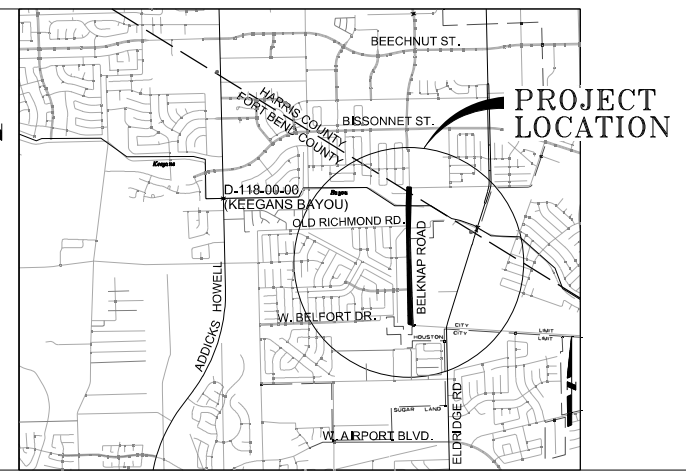 BEECHNUT ST.
HARRIS COUNTY
FORT BEND COUNTY
BISSONNET ST.
PROJECT
LOCATION
Keegans
Bayou
D-118-00-00
(KEEGANS BAYOU)
OLD RICHMOND RD.
BELKNAP ROAD
ADDICKS HOWELL
W. BELFORT DR.
CITY LIMIT
HOUSTON CITY LIMIT
SUGAR LAND
ELDRIDGE RD
W. AIRPORT BLVD.